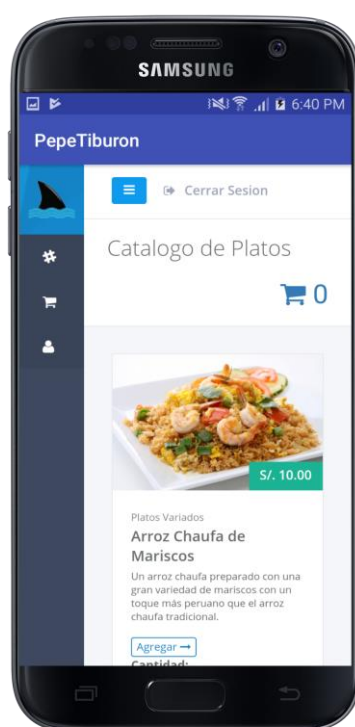 SAMSUNG
6:40 PM
PepeTiburon
Cerrar Sesion
Catalogo de Platos
0
S/. 10.00
Platos Variados
Arroz Chaufa de
Mariscos
Un arroz chaufa preparado con una
gran variedad de mariscos con un
toque más peruano que el arroz
chaufa tradicional.
Agregar
Cantidad: